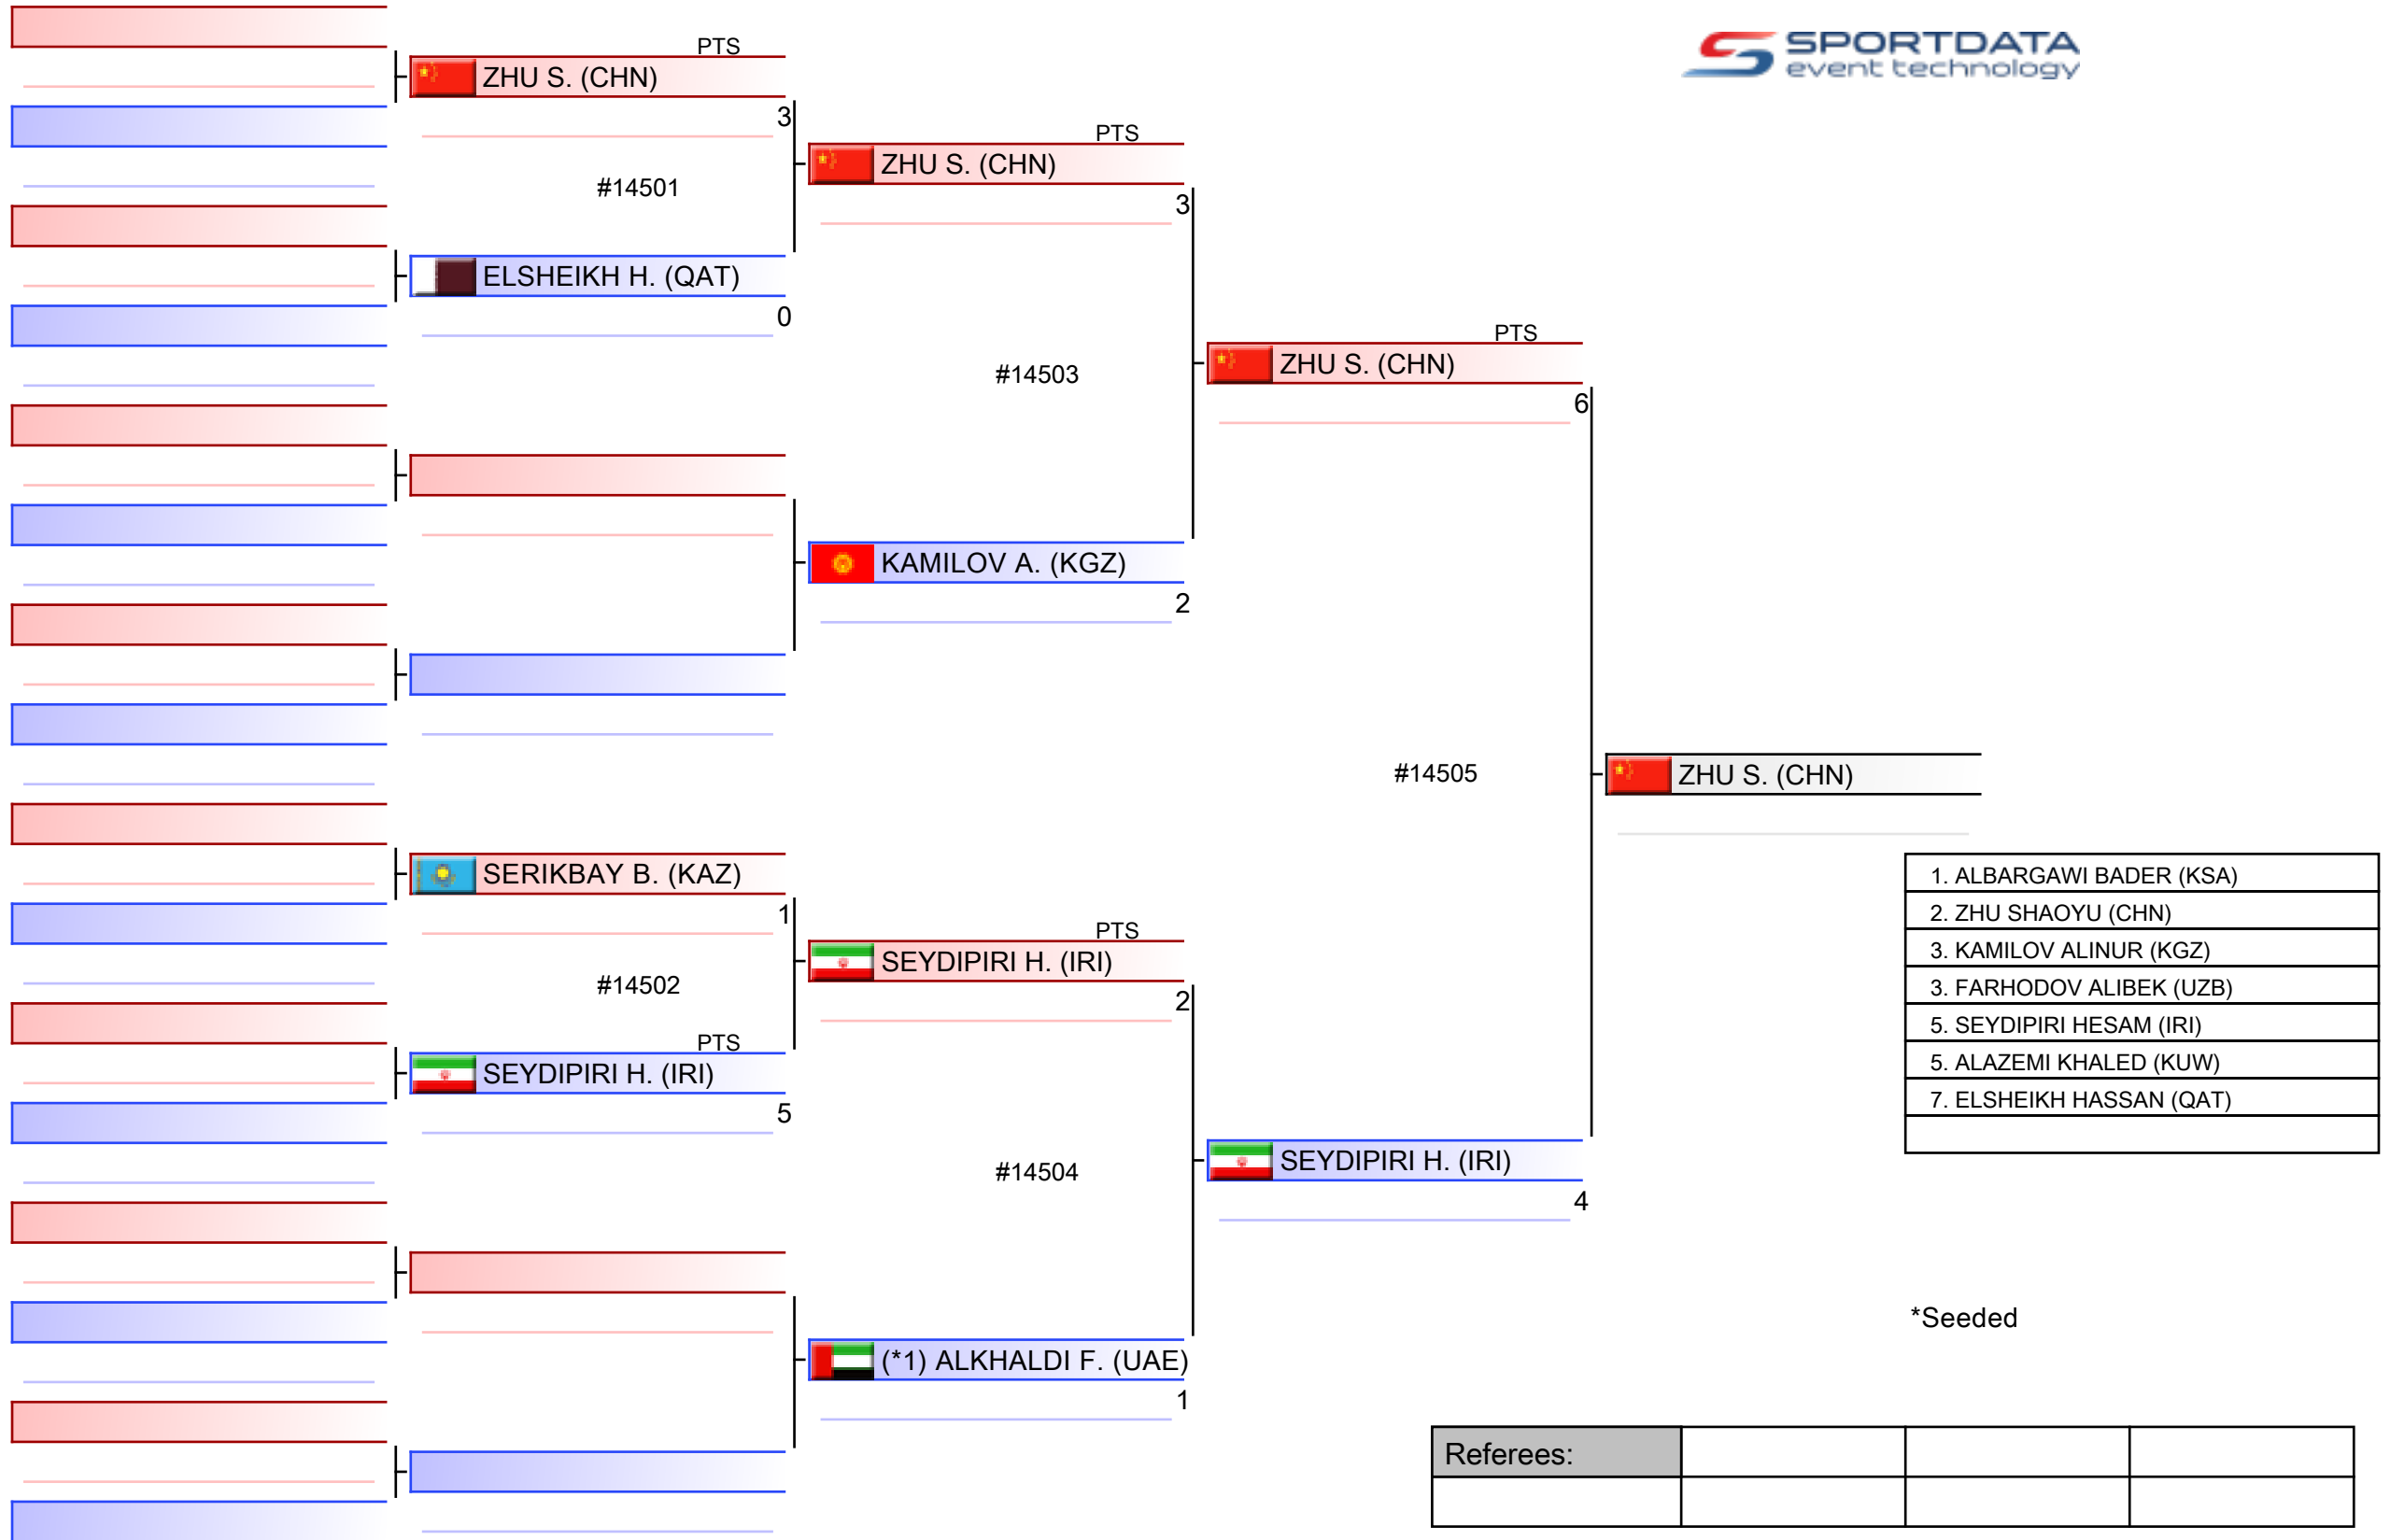 SPORTDATA
event technology
PTS
ZHU S. (CHN)
3
#14501
ELSHEIKH H. (QAT)
0
PTS
ZHU S. (CHN)
3
#14503
KAMILOV A. (KGZ)
2
PTS
ZHU S. (CHN)
6
#14505
ZHU S. (CHN)
SERIKBAY B. (KAZ)
1
#14502
PTS
SEYDIPIRI H. (IRI)
5
PTS
SEYDIPIRI H. (IRI)
2
#14504
(*1) ALKHALDI F. (UAE)
1
SEYDIPIRI H. (IRI)
4
1. ALBARGAWI BADER (KSA)
2. ZHU SHAOYU (CHN)
3. KAMILOV ALINUR (KGZ)
3. FARHODOV ALIBEK (UZB)
5. SEYDIPIRI HESAM (IRI)
5. ALAZEMI KHALED (KUW)
7. ELSHEIKH HASSAN (QAT)
*Seeded
Referees: